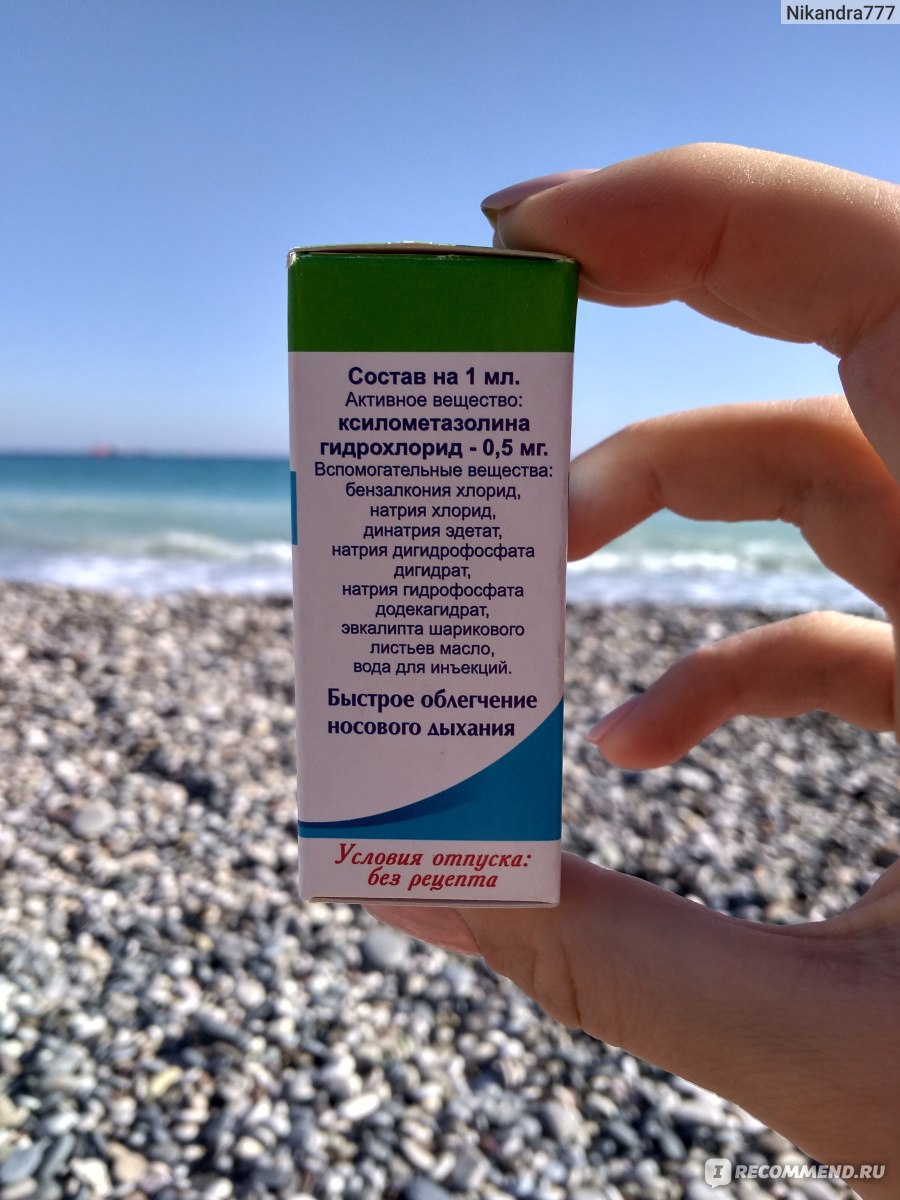 Nikandra777
Состав на 1 мл.
Активное вещество:
ксилометазолина
гидрохлорид - 0,5 мг.
Вспомогательные вещества:
бензалкония хлорид,
натрия хлорид,
динатрия эдетат,
натрия дигидрофосфата
дигидрат,
натрия гидрофосфата
додекагидрат,
эвкалипта шарикового
листьев масло,
вода для инъекций.
Быстрое облегчение
носового дыхания
Условия отпуска:
без рецепта
I RECOMMEND.RU